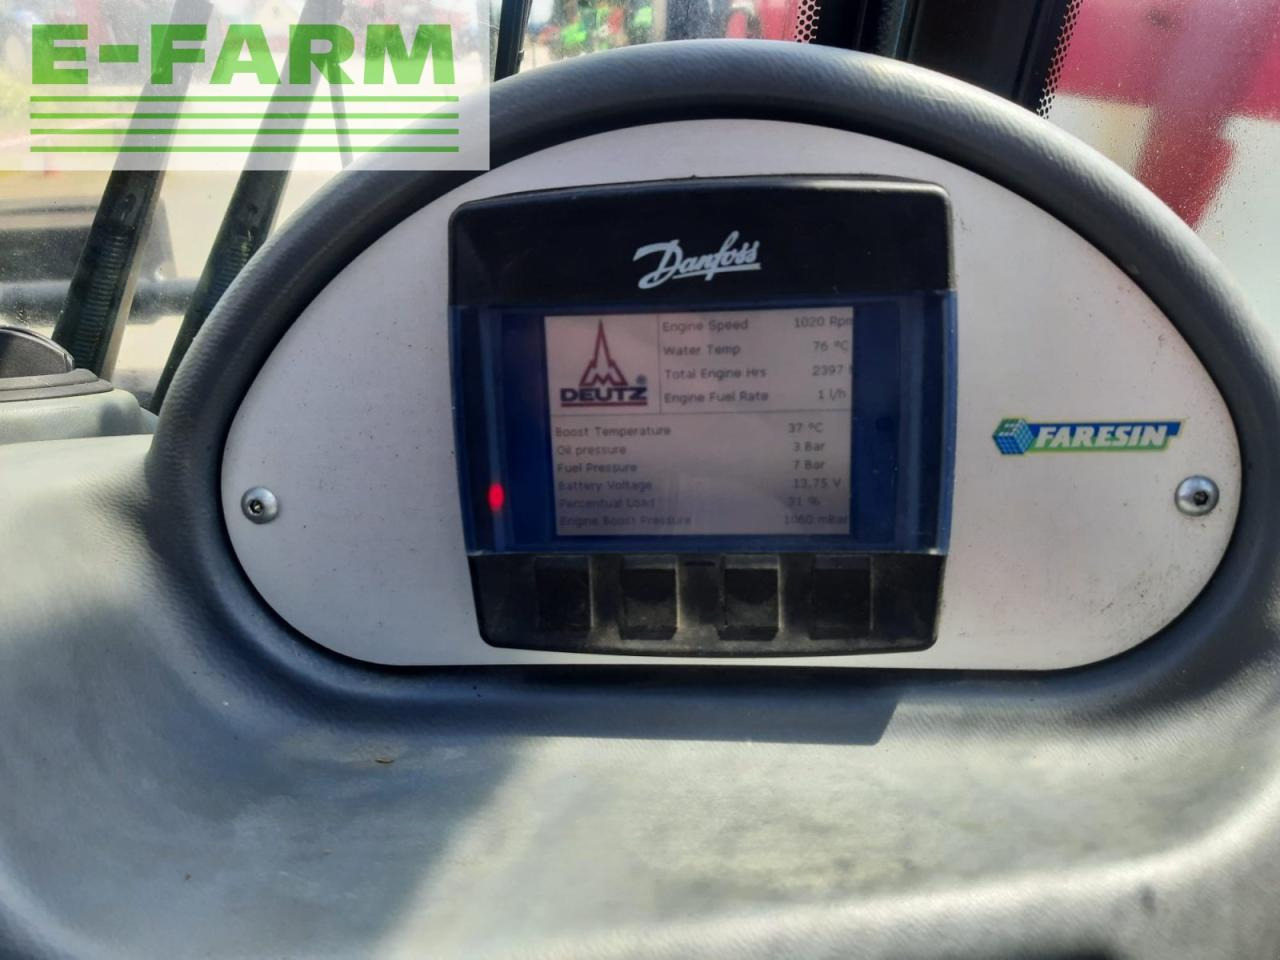 E-FARM
Danfoss
DEUTZ®
Engine Speed 1020 Rpm
Water Temp 76 °C
Total Engine Hrs 2397
Engine Fuel Rate 1 l/h
Boost Temperature 37 °C
Oil pressure 3 Bar
Fuel Pressure 7 Bar
Battery Voltage 13,75 V
Percentual Load 31 %
Engine Boost Pressure 1060 mBar
FARESIN